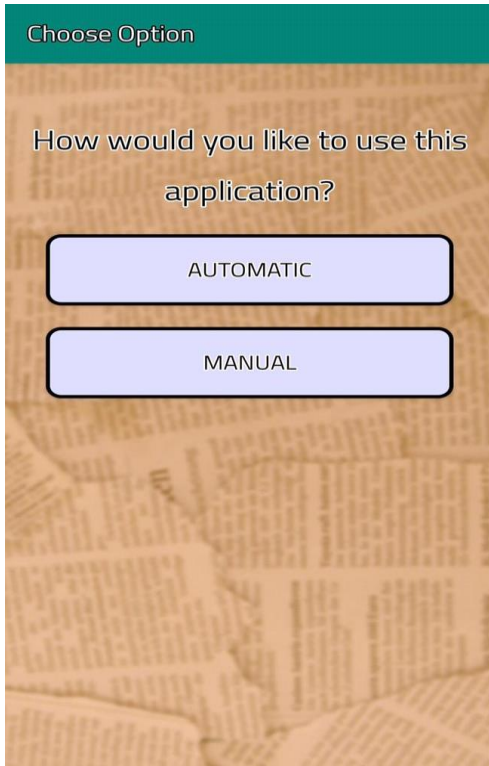 Choose Option
How would you like to use this
application?
AUTOMATIC
MANUAL